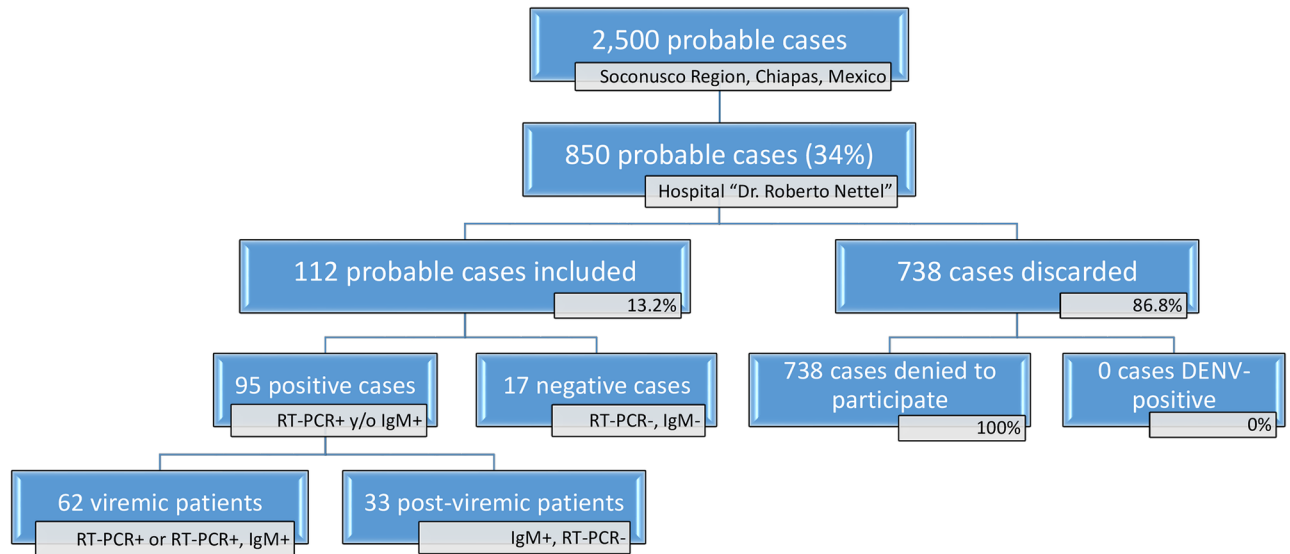 2,500 probable cases
Soconusco Region, Chiapas, Mexico
850 probable cases (34%)
Hospital “Dr. Roberto Nettel”
112 probable cases included
13.2%
738 cases discarded
86.8%
95 positive cases
RT-PCR+ y/o IgM+
17 negative cases
RT-PCR-, IgM-
738 cases denied to
participate
100%
0 cases DENV-
positive
0%
62 viremic patients
RT-PCR+ or RT-PCR+, IgM+
33 post-viremic patients
IgM+, RT-PCR-